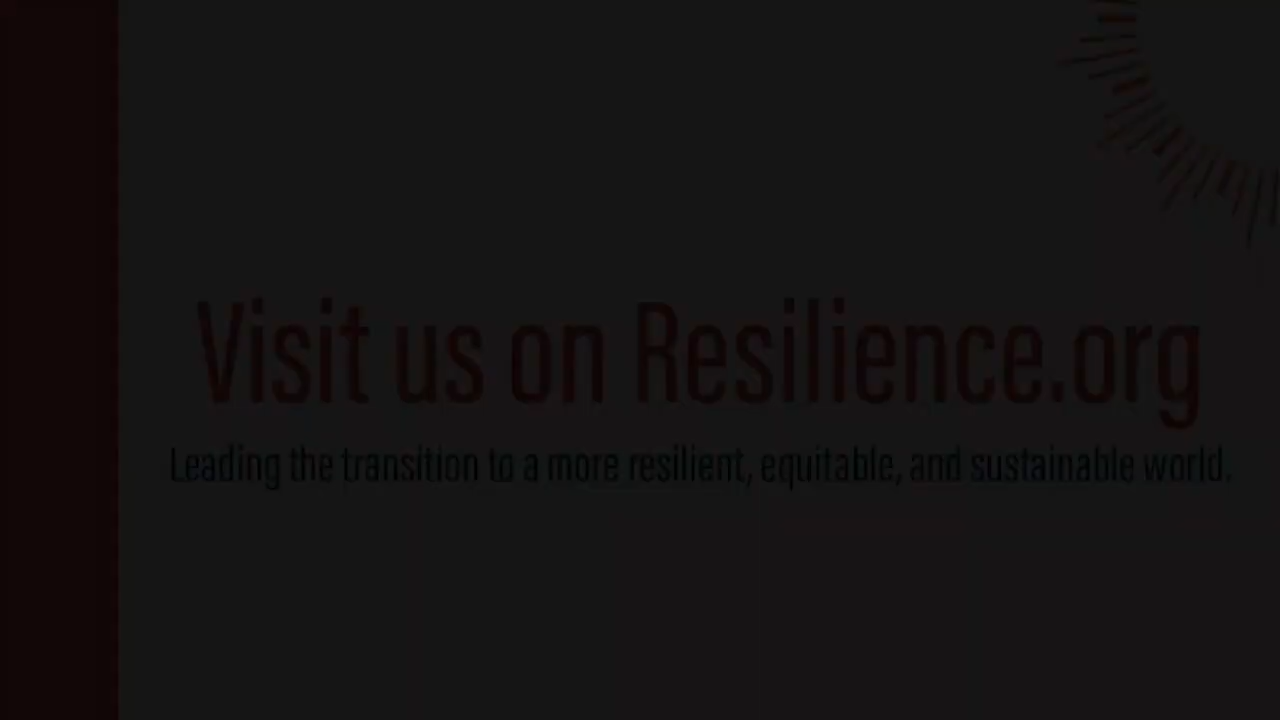 Visit us on Resilience.org
Leading the transition to a more resilient, equitable, and sustainable world.